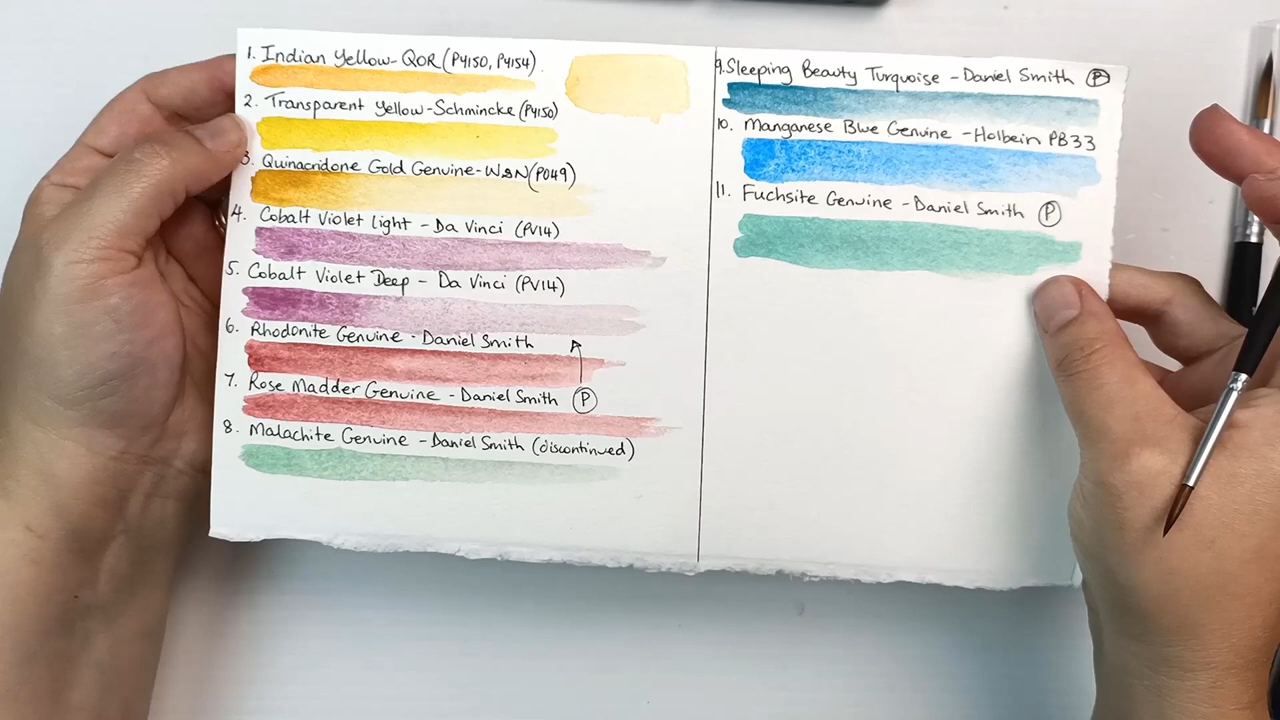 1. Indian Yellow - QOR (PY150, PY154)
2. Transparent Yellow - Schmincke (PY150)
3. Quinacridone Gold Genuine - W&N (PO49)
4. Cobalt Violet Light - Da Vinci (PV14)
5. Cobalt Violet Deep - Da Vinci (PV14)
6. Rhodonite Genuine - Daniel Smith
7. Rose Madder Genuine - Daniel Smith P
8. Malachite Genuine - Daniel Smith (discontinued)
9. Sleeping Beauty Turquoise - Daniel Smith P
10. Manganese Blue Genuine - Holbein PB33
11. Fuchsite Genuine - Daniel Smith P